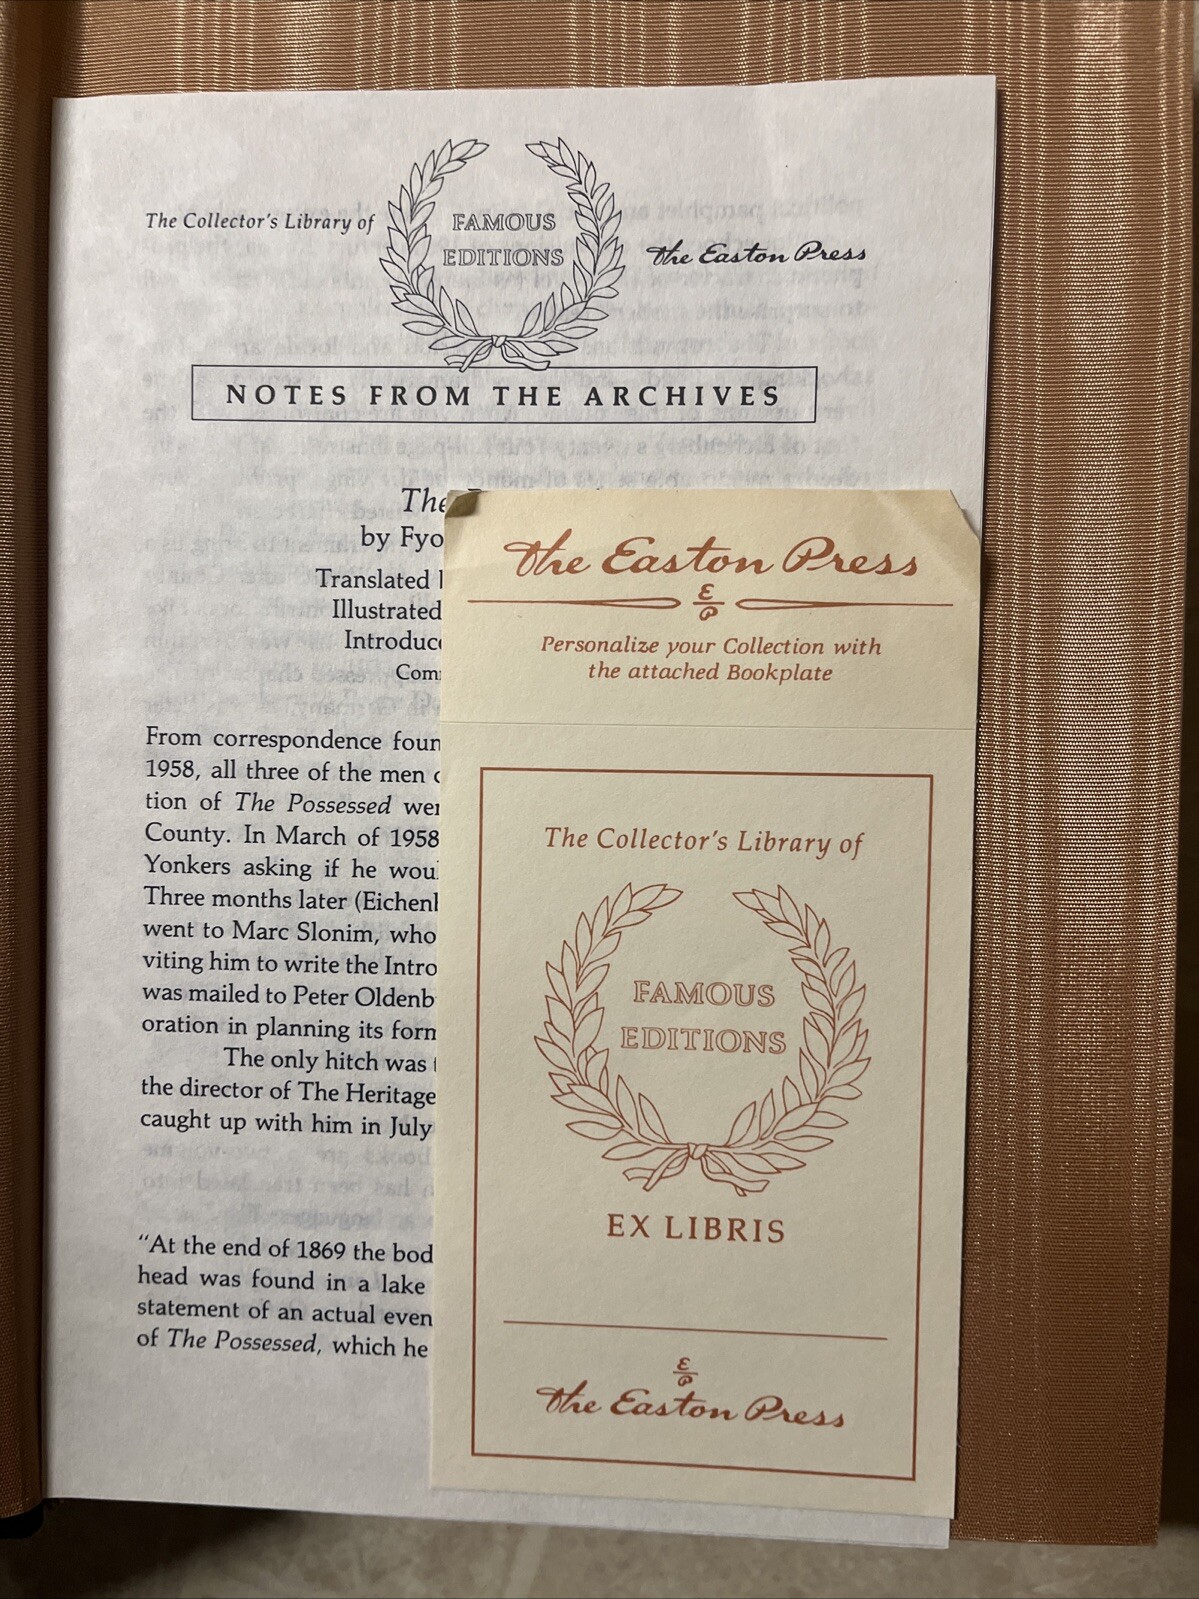 The Collector's Library of
FAMOUS
EDITIONS
The Easton Press
NOTES FROM THE ARCHIVES
The
by Fyo
Translated
Illustrated
Introduc
Com
From correspondence foun
1958, all three of the men
tion of The Possessed wer
County. In March of 1958
Yonkers asking if he woul
Three months later (Eichenb
went to Marc Slonim, who
viting him to write the Intro
was mailed to Peter Oldenb
oration in planning its form
The only hitch was
the director of The Heritage
caught up with him in July
"At the end of 1869 the bod
head was found in a lake
statement of an actual even
of The Possessed, which he
The Easton Press
EP
Personalize your Collection with
the attached Bookplate
The Collector's Library of
FAMOUS
EDITIONS
EX LIBRIS
EP
The Easton Press